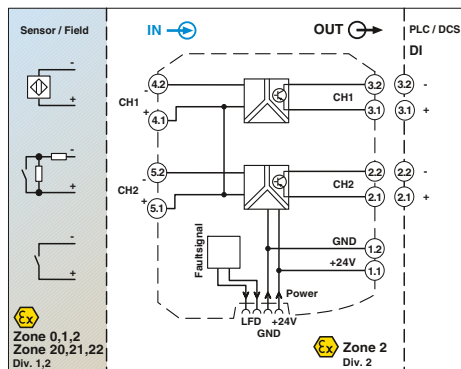 Sensor / Field
IN
OUT
PLC / DCS
DI
-
+
4.2
-
CH1
+
4.1
3.2
CH1
3.1
3.2
-
3.1
+
-
+
5.2
-
CH2
+
5.1
2.2
CH2
2.1
2.2
-
2.1
+
-
+
Faultsignal
GND
1.2
+24V
1.1
Power
LFD
+24V
GND
Ex
Zone 0,1,2
Zone 20,21,22
Div. 1,2
Ex
Zone 2
Div. 2